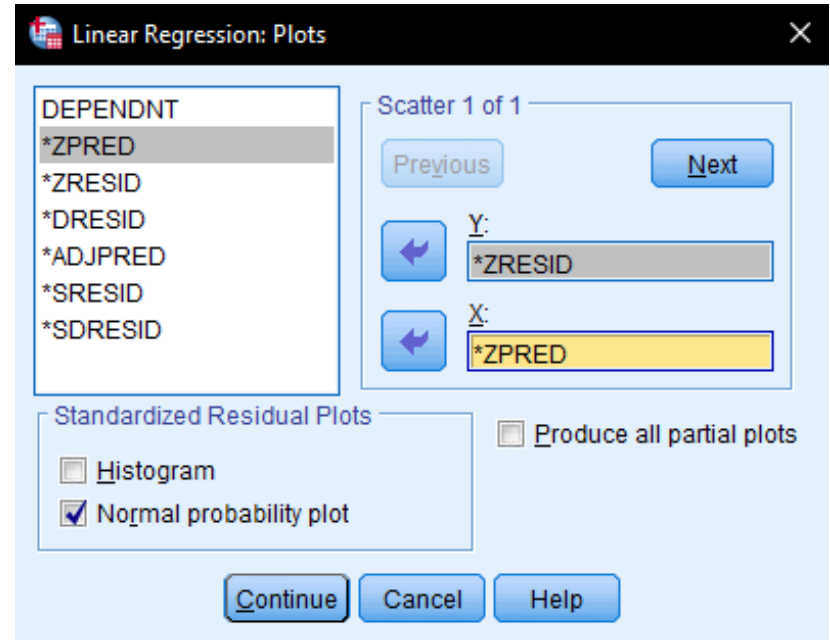 Linear Regression: Plots
DEPENDNT
*ZPRED
*ZRESID
*DRESID
*ADJPRED
*SRESID
*SDRESID
Scatter 1 of 1
Previous Next
Y:
*ZRESID
X:
*ZPRED
Standardized Residual Plots
Histogram
Normal probability plot
Produce all partial plots
Continue Cancel Help